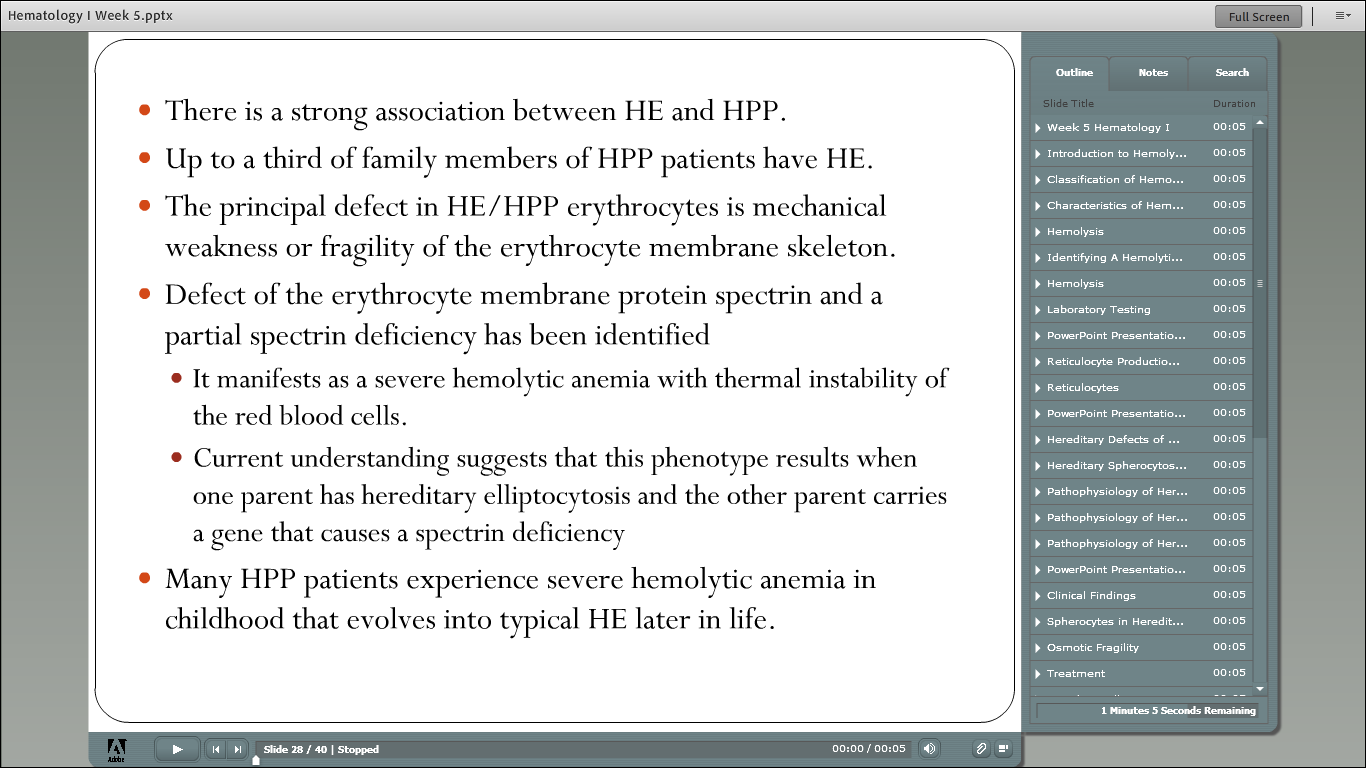 Hematology I Week 5.pptx
Full Screen
There is a strong association between HE and HPP.
Up to a third of family members of HPP patients have HE.
The principal defect in HE/HPP erythrocytes is mechanical
weakness or fragility of the erythrocyte membrane skeleton.
Defect of the erythrocyte membrane protein spectrin and a
partial spectrin deficiency has been identified
It manifests as a severe hemolytic anemia with thermal instability of
the red blood cells.
Current understanding suggests that this phenotype results when
one parent has hereditary elliptocytosis and the other parent carries
a gene that causes a spectrin deficiency
Many HPP patients experience severe hemolytic anemia in
childhood that evolves into typical HE later in life.
Outline Notes Search
Slide Title Duration
Week 5 Hematology I 00:05
Introduction to Hemoly... 00:05
Classification of Hemo... 00:05
Characteristics of Hem... 00:05
Hemolysis 00:05
Identifying A Hemolyti... 00:05
Hemolysis 00:05
Laboratory Testing 00:05
PowerPoint Presentatio... 00:05
Reticulocyte Productio... 00:05
Reticulocytes 00:05
PowerPoint Presentatio... 00:05
Hereditary Defects of ... 00:05
Hereditary Spherocytos... 00:05
Pathophysiology of Her... 00:05
Pathophysiology of Her... 00:05
Pathophysiology of Her... 00:05
PowerPoint Presentatio... 00:05
Clinical Findings 00:05
Spherocytes in Heredit... 00:05
Osmotic Fragility 00:05
Treatment 00:05
1 Minutes 5 Seconds Remaining
Adobe
Slide 28 / 40 | Stopped
00:00 / 00:05